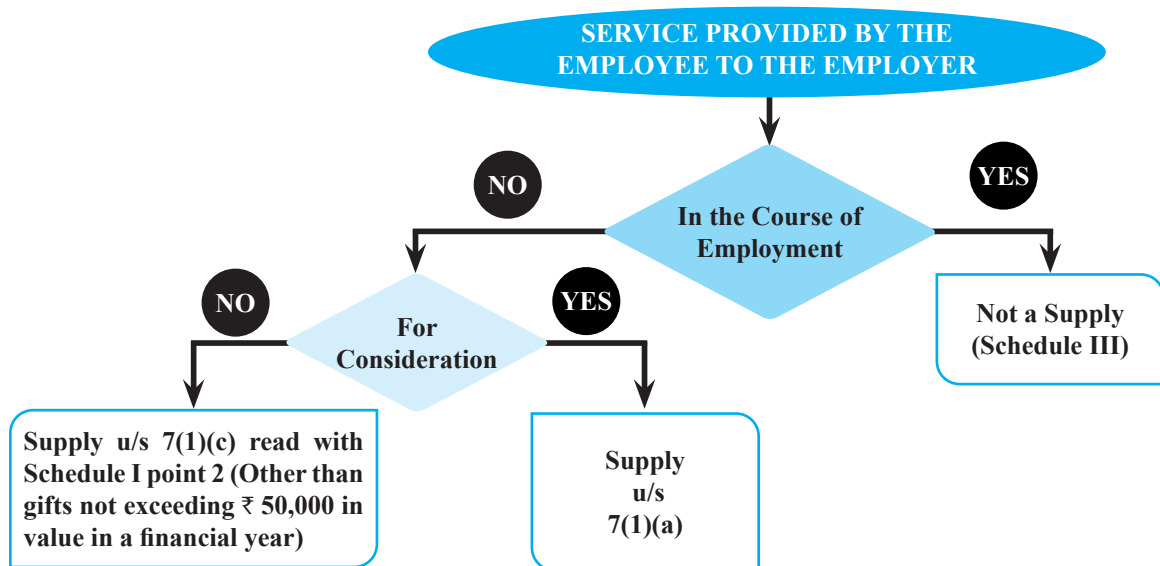 SERVICE PROVIDED BY THE
EMPLOYEE TO THE EMPLOYER
NO
YES
In the Course of
Employment
NO
YES
For
Consideration
Not a Supply
(Schedule III)
Supply u/s 7(1)(c) read with
Schedule I point 2 (Other than
gifts not exceeding ₹ 50,000 in
value in a financial year)
Supply
u/s
7(1)(a)